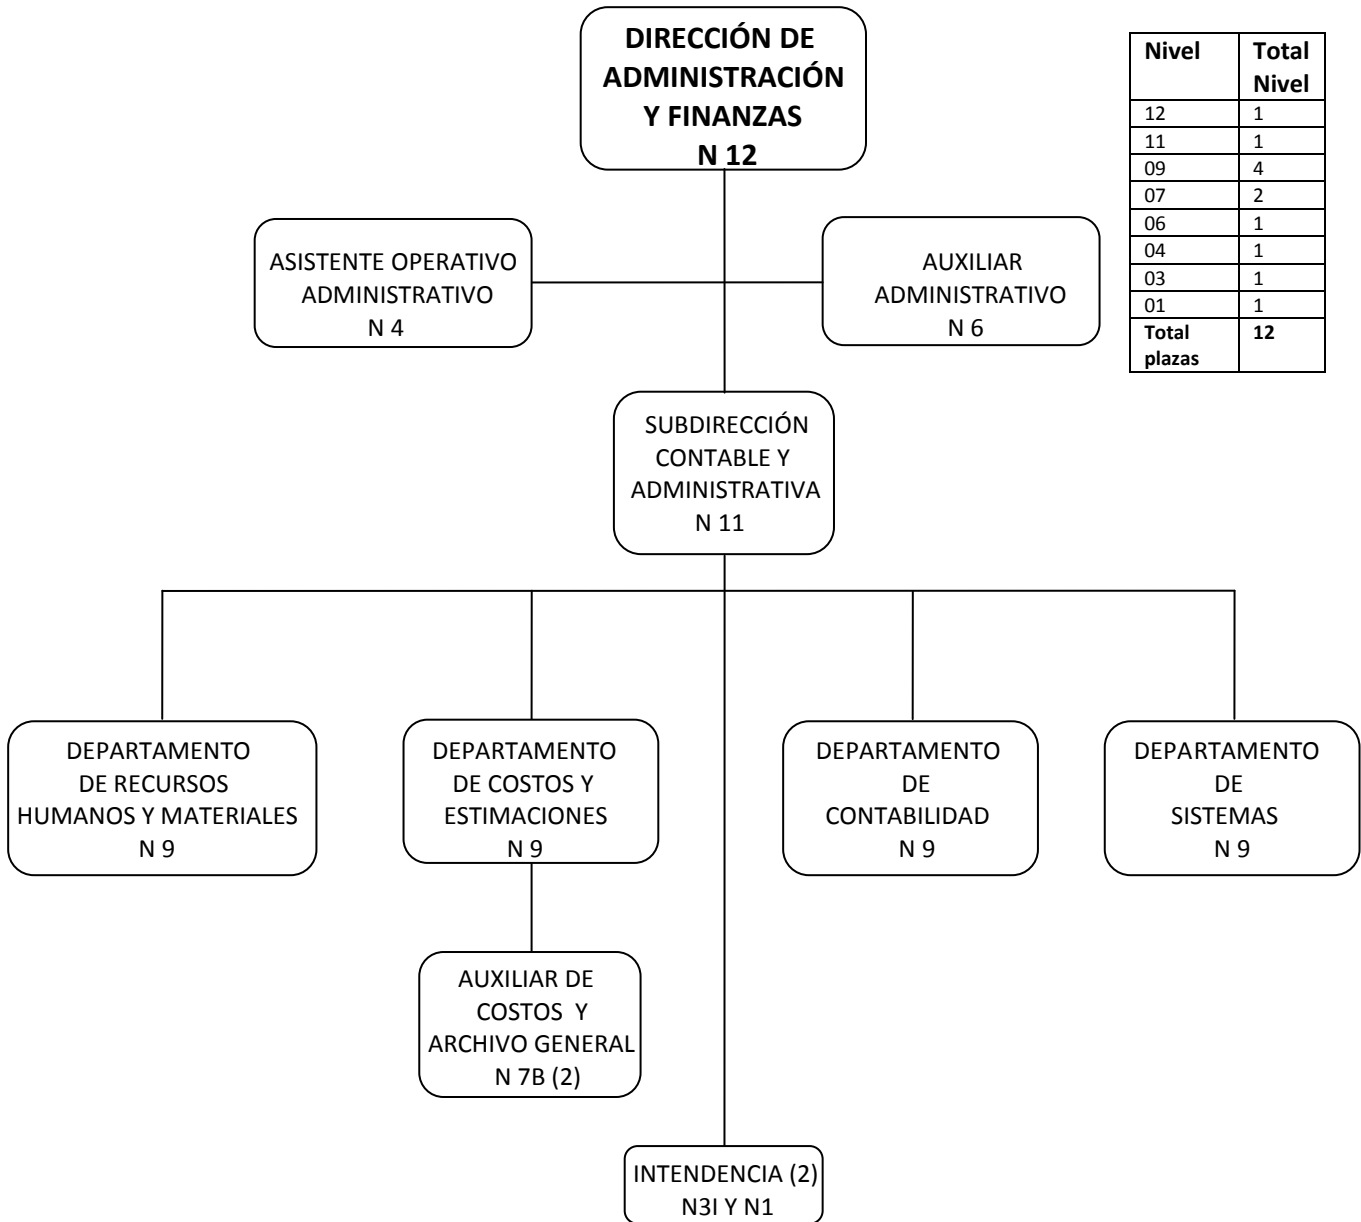 DIRECCIÓN DE
ADMINISTRACIÓN
Y FINANZAS
N 12
Nivel Total Nivel
12 1
11 1
09 4
07 2
06 1
04 1
03 1
01 1
Total plazas 12
ASISTENTE OPERATIVO
ADMINISTRATIVO
N 4
AUXILIAR
ADMINISTRATIVO
N 6
SUBDIRECCIÓN
CONTABLE Y
ADMINISTRATIVA
N 11
DEPARTAMENTO
DE RECURSOS
HUMANOS Y MATERIALES
N 9
DEPARTAMENTO
DE COSTOS Y
ESTIMACIONES
N 9
DEPARTAMENTO
DE
CONTABILIDAD
N 9
DEPARTAMENTO
DE
SISTEMAS
N 9
AUXILIAR DE
COSTOS Y
ARCHIVO GENERAL
N 7B (2)
INTENDENCIA (2)
N3I Y N1